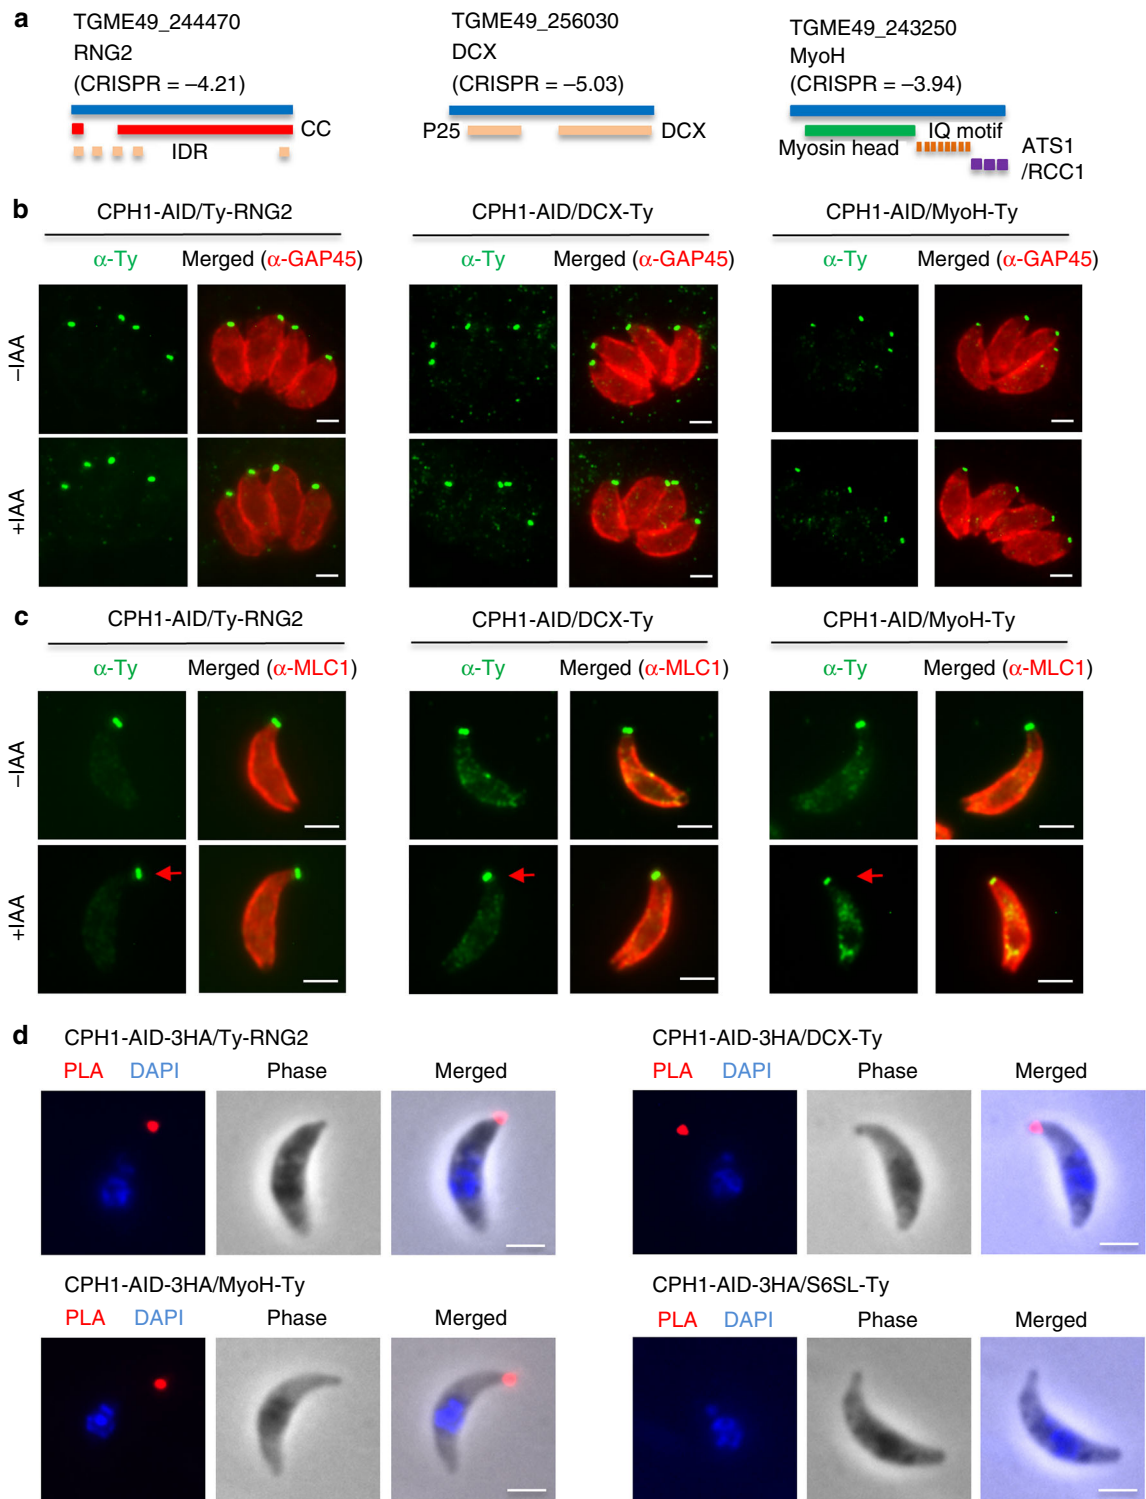 a
TGME49_244470
RNG2
(CRISPR = –4.21)
CC
IDR
TGME49_256030
DCX
(CRISPR = –5.03)
P25
DCX
TGME49_243250
MyoH
(CRISPR = –3.94)
Myosin head
IQ motif
ATS1
/RCC1
b
CPH1-AID/Ty-RNG2
CPH1-AID/DCX-Ty
CPH1-AID/MyoH-Ty
α-Ty
Merged (α-GAP45)
α-Ty
Merged (α-GAP45)
α-Ty
Merged (α-GAP45)
–IAA
+IAA
c
CPH1-AID/Ty-RNG2
CPH1-AID/DCX-Ty
CPH1-AID/MyoH-Ty
α-Ty
Merged (α-MLC1)
α-Ty
Merged (α-MLC1)
α-Ty
Merged (α-MLC1)
–IAA
+IAA
d
CPH1-AID-3HA/Ty-RNG2
PLA DAPI
Phase
Merged
CPH1-AID-3HA/DCX-Ty
PLA DAPI
Phase
Merged
CPH1-AID-3HA/MyoH-Ty
PLA DAPI
Phase
Merged
CPH1-AID-3HA/S6SL-Ty
PLA DAPI
Phase
Merged